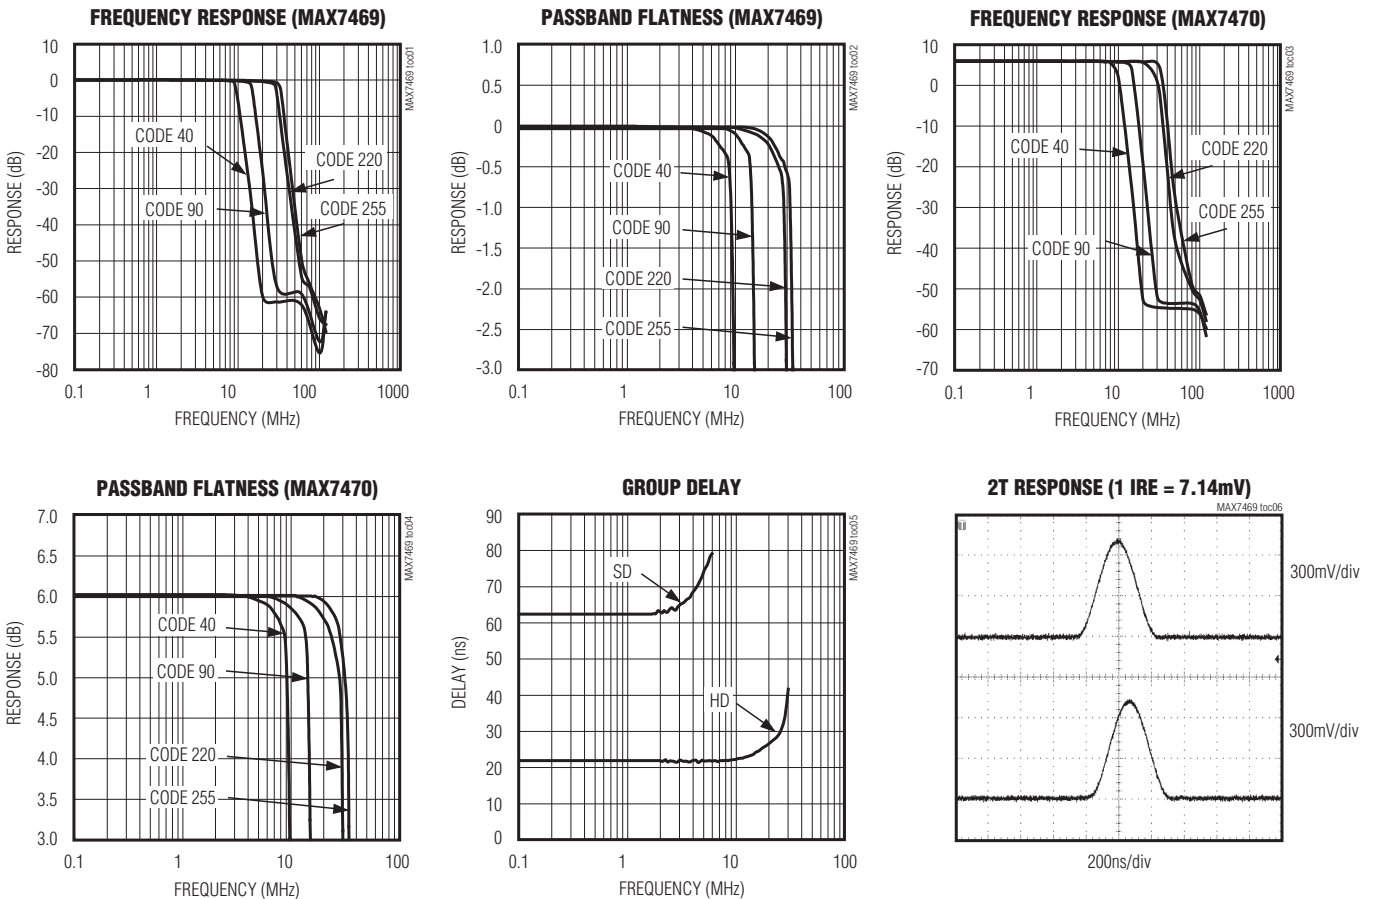 FREQUENCY RESPONSE (MAX7469)
MAX7469 toc01
RESPONSE (dB)
10
0
-10
-20
-30
-40
-50
-60
-70
-80
CODE 40
CODE 220
CODE 90
CODE 255
0.1 1 10 100 1000
FREQUENCY (MHz)
PASSBAND FLATNESS (MAX7469)
MAX7469 toc02
RESPONSE (dB)
1.0
0.5
0
-0.5
-1.0
-1.5
-2.0
-2.5
-3.0
CODE 40
CODE 90
CODE 220
CODE 255
0.1 1 10 100
FREQUENCY (MHz)
FREQUENCY RESPONSE (MAX7470)
MAX7469 toc03
RESPONSE (dB)
10
0
-10
-20
-30
-40
-50
-60
-70
CODE 40
CODE 220
CODE 255
CODE 90
0.1 1 10 100 1000
FREQUENCY (MHz)
PASSBAND FLATNESS (MAX7470)
MAX7469 toc04
RESPONSE (dB)
7.0
6.5
6.0
5.5
5.0
4.5
4.0
3.5
3.0
CODE 40
CODE 90
CODE 220
CODE 255
0.1 1 10 100
FREQUENCY (MHz)
GROUP DELAY
MAX7469 toc05
DELAY (ns)
90
80
70
60
50
40
30
20
10
0
SD
HD
0.1 1 10 100
FREQUENCY (MHz)
2T RESPONSE (1 IRE = 7.14mV)
MAX7469 toc06
T
300mV/div
300mV/div
200ns/div